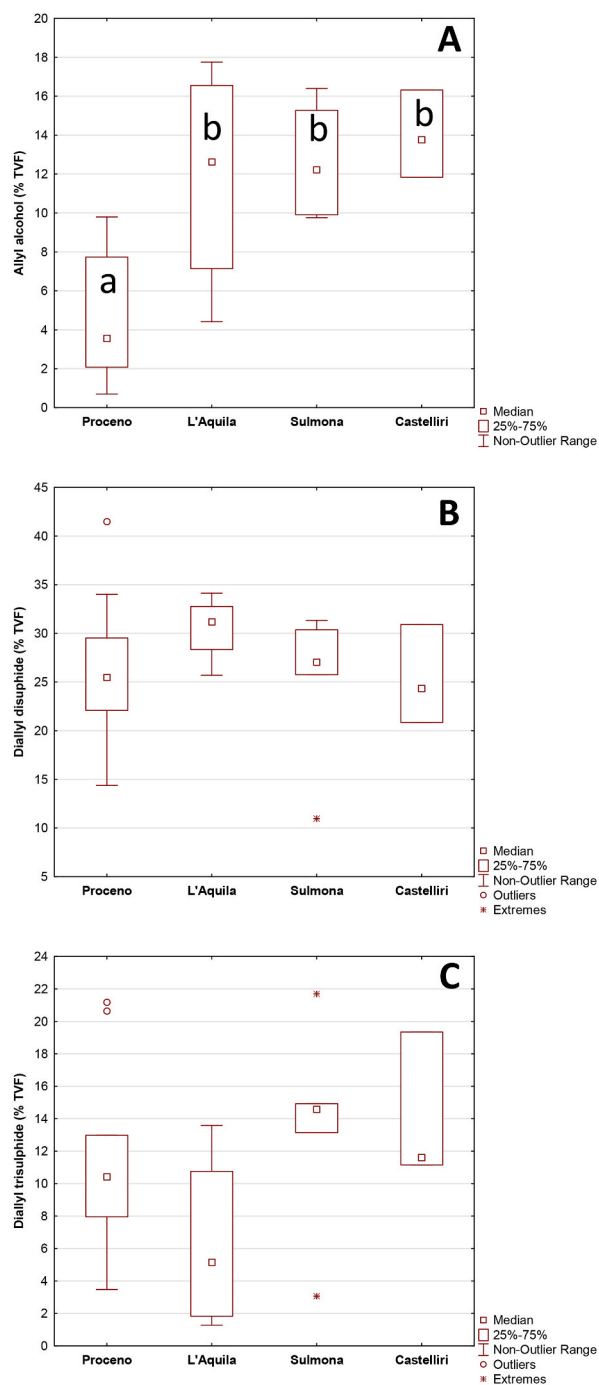 A
20
18
16
14
12
10
8
6
4
2
0
Allyl alcohol (% TVF)
a
b
b
b
Proceno L'Aquila Sulmona Castelliri
Median
25%-75%
Non-Outlier Range
B
45
40
35
30
25
20
15
10
5
Diallyl disuphide (% TVF)
Proceno L'Aquila Sulmona Castelliri
Median
25%-75%
Non-Outlier Range
Outliers
Extremes
C
24
22
20
18
16
14
12
10
8
6
4
2
0
Diallyl trisulphide (% TVF)
Proceno L'Aquila Sulmona Castelliri
Median
25%-75%
Non-Outlier Range
Outliers
Extremes